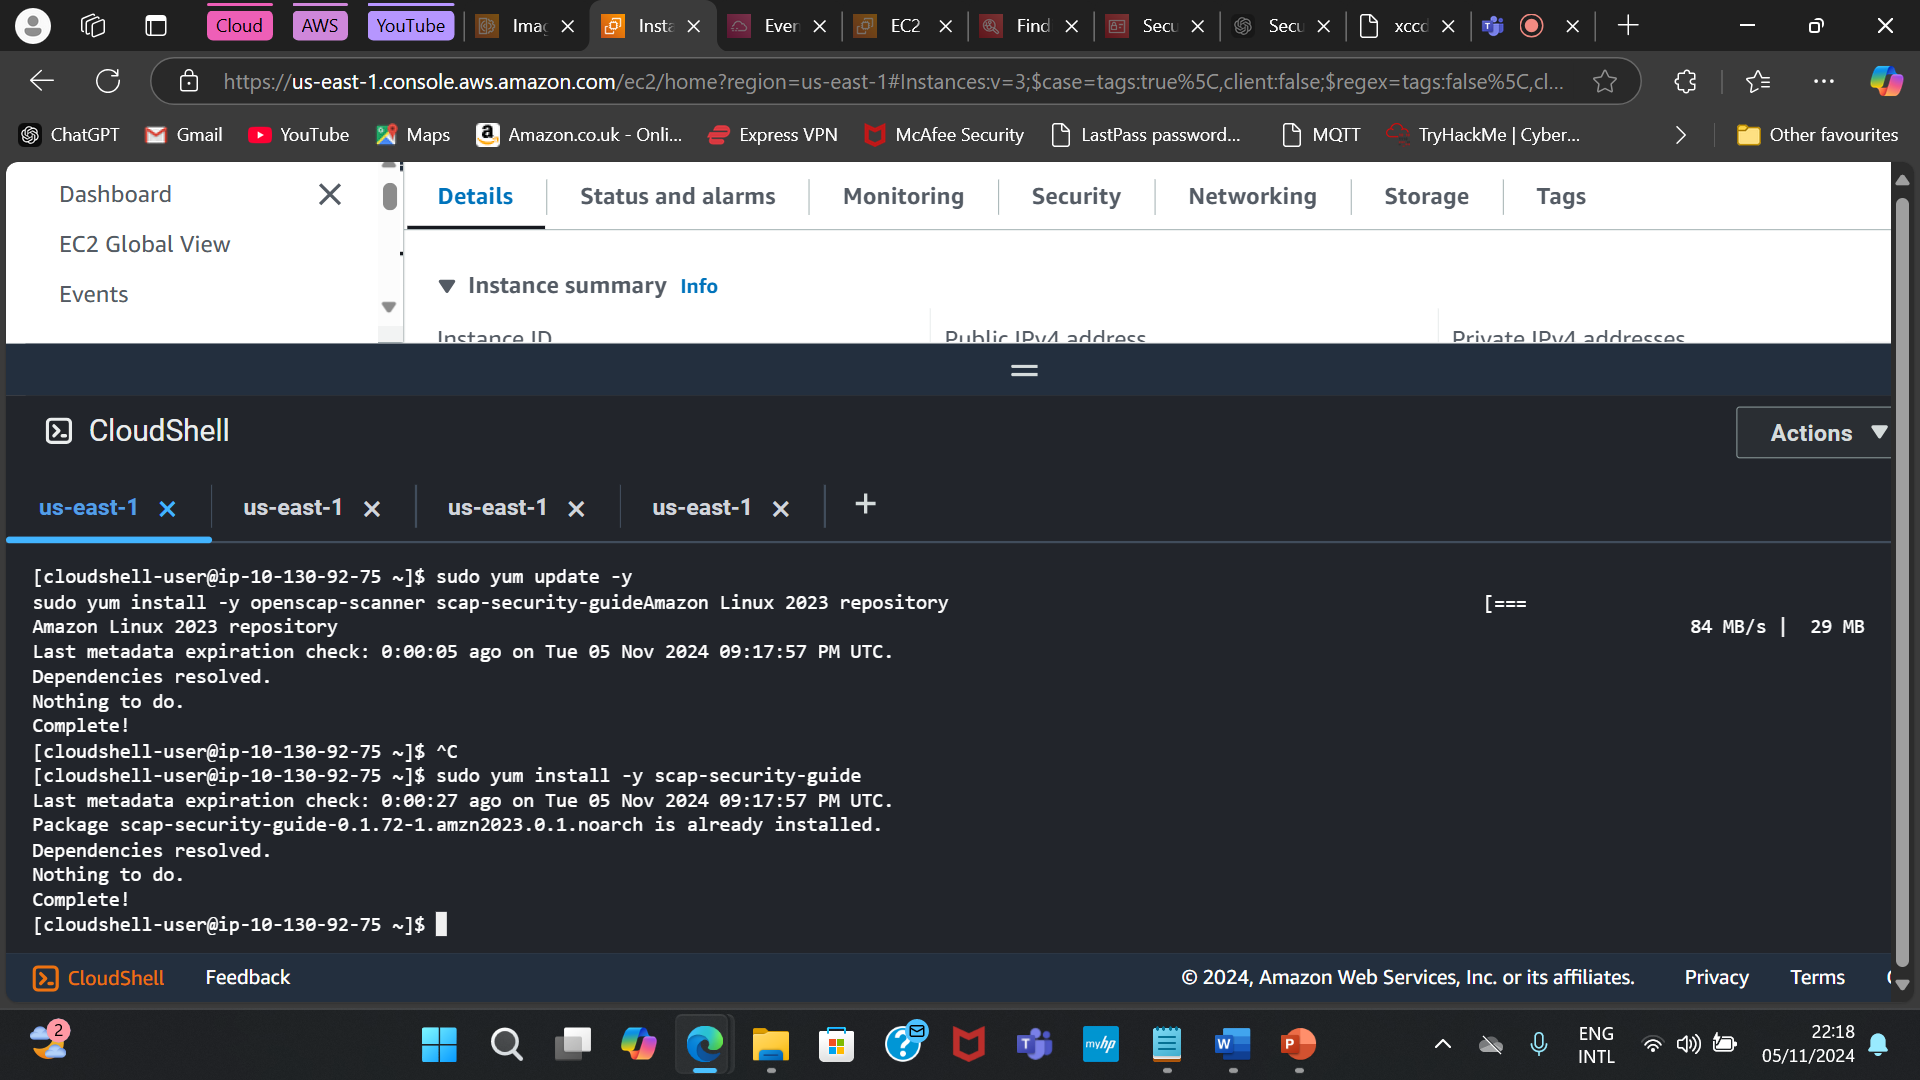 Cloud
AWS
YouTube
Imag
Insta
Even
EC2
Find
Secu
Secu
xccd
https://us-east-1.console.aws.amazon.com/ec2/home?region=us-east-1#Instances:v=3;$case=tags:true%5C,client:false;$regex=tags:false%5C,cl...
ChatGPT
Gmail
YouTube
Maps
Amazon.co.uk - Onli...
Express VPN
McAfee Security
LastPass password...
MQTT
TryHackMe | Cyber...
Other favourites
Dashboard
EC2 Global View
Events
Details
Status and alarms
Monitoring
Security
Networking
Storage
Tags
Instance summary Info
Instance ID
Public IPv4 address
Private IPv4 addresses
CloudShell
Actions
us-east-1
us-east-1
us-east-1
us-east-1
[cloudshell-user@ip-10-130-92-75 ~]$ sudo yum update -y
sudo yum install -y openscap-scanner scap-security-guideAmazon Linux 2023 repository [===
Amazon Linux 2023 repository 84 MB/s | 29 MB
Last metadata expiration check: 0:00:05 ago on Tue 05 Nov 2024 09:17:57 PM UTC.
Dependencies resolved.
Nothing to do.
Complete!
[cloudshell-user@ip-10-130-92-75 ~]$ ^C
[cloudshell-user@ip-10-130-92-75 ~]$ sudo yum install -y scap-security-guide
Last metadata expiration check: 0:00:27 ago on Tue 05 Nov 2024 09:17:57 PM UTC.
Package scap-security-guide-0.1.72-1.amzn2023.0.1.noarch is already installed.
Dependencies resolved.
Nothing to do.
Complete!
[cloudshell-user@ip-10-130-92-75 ~]$
CloudShell
Feedback
© 2024, Amazon Web Services, Inc. or its affiliates.
Privacy
Terms
2
myhp
ENG
INTL
22:18
05/11/2024